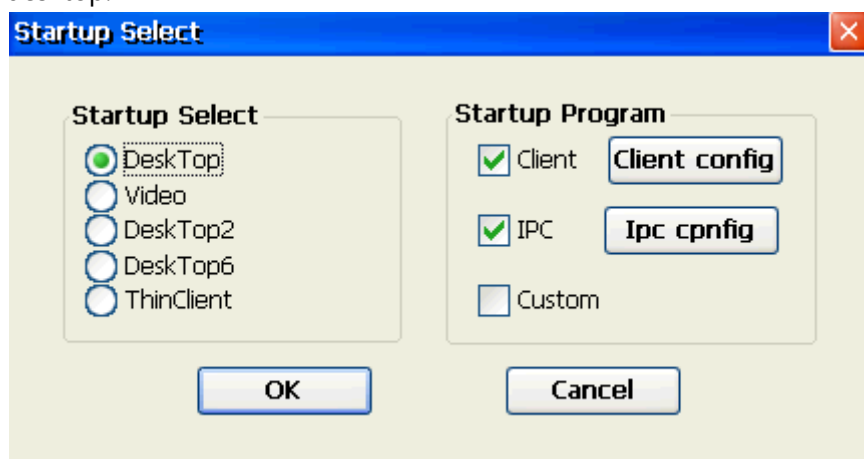 Startup Select
Startup Select
DeskTop
Video
DeskTop2
DeskTop6
ThinClient
Startup Program
Client
Client config
IPC
Ipc cpnfig
Custom
OK
Cancel